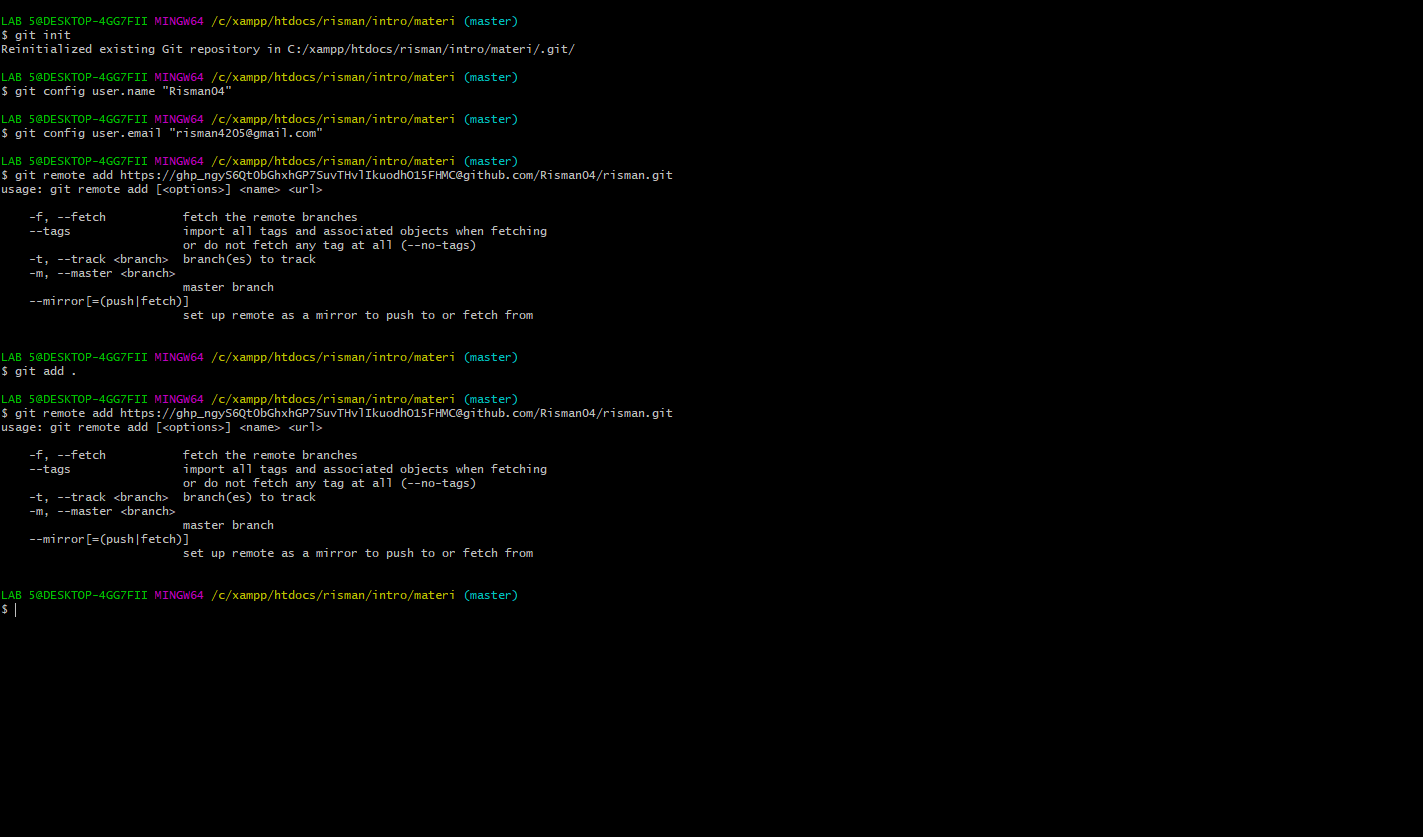 LAB 5@DESKTOP-4GG7FII MINGW64 /c/xampp/htdocs/risman/intro/materi (master)
$ git init
Reinitialized existing Git repository in C:/xampp/htdocs/risman/intro/materi/.git/
LAB 5@DESKTOP-4GG7FII MINGW64 /c/xampp/htdocs/risman/intro/materi (master)
$ git config user.name "Risman04"
LAB 5@DESKTOP-4GG7FII MINGW64 /c/xampp/htdocs/risman/intro/materi (master)
$ git config user.email "risman4205@gmail.com"
LAB 5@DESKTOP-4GG7FII MINGW64 /c/xampp/htdocs/risman/intro/materi (master)
$ git remote add https://@github.com/Risman04/risman.git
usage: git remote add [<options>] <name> <url>
-f, --fetch fetch the remote branches
--tags import all tags and associated objects when fetching
or do not fetch any tag at all (--no-tags)
-t, --track <branch> branch(es) to track
-m, --master <branch>
master branch
--mirror[=(push|fetch)]
set up remote as a mirror to push to or fetch from
LAB 5@DESKTOP-4GG7FII MINGW64 /c/xampp/htdocs/risman/intro/materi (master)
$ git add .
LAB 5@DESKTOP-4GG7FII MINGW64 /c/xampp/htdocs/risman/intro/materi (master)
$ git remote add https://@github.com/Risman04/risman.git
usage: git remote add [<options>] <name> <url>
-f, --fetch fetch the remote branches
--tags import all tags and associated objects when fetching
or do not fetch any tag at all (--no-tags)
-t, --track <branch> branch(es) to track
-m, --master <branch>
master branch
--mirror[=(push|fetch)]
set up remote as a mirror to push to or fetch from
LAB 5@DESKTOP-4GG7FII MINGW64 /c/xampp/htdocs/risman/intro/materi (master)
$